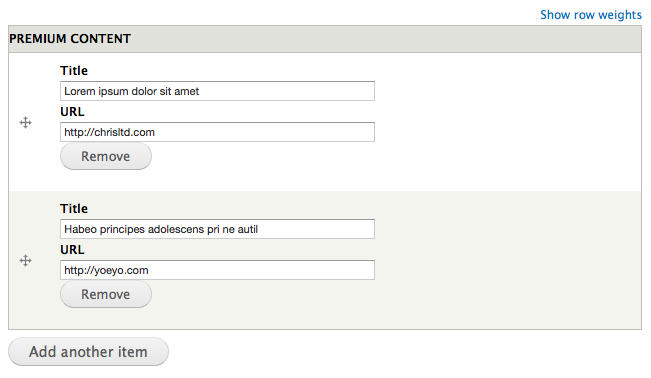 Show row weights
PREMIUM CONTENT
Title
Lorem ipsum dolor sit amet
URL
http://chrisltd.com
Remove
Title
Habeo principes adolescens pri ne autil
URL
http://yoeyo.com
Remove
Add another item